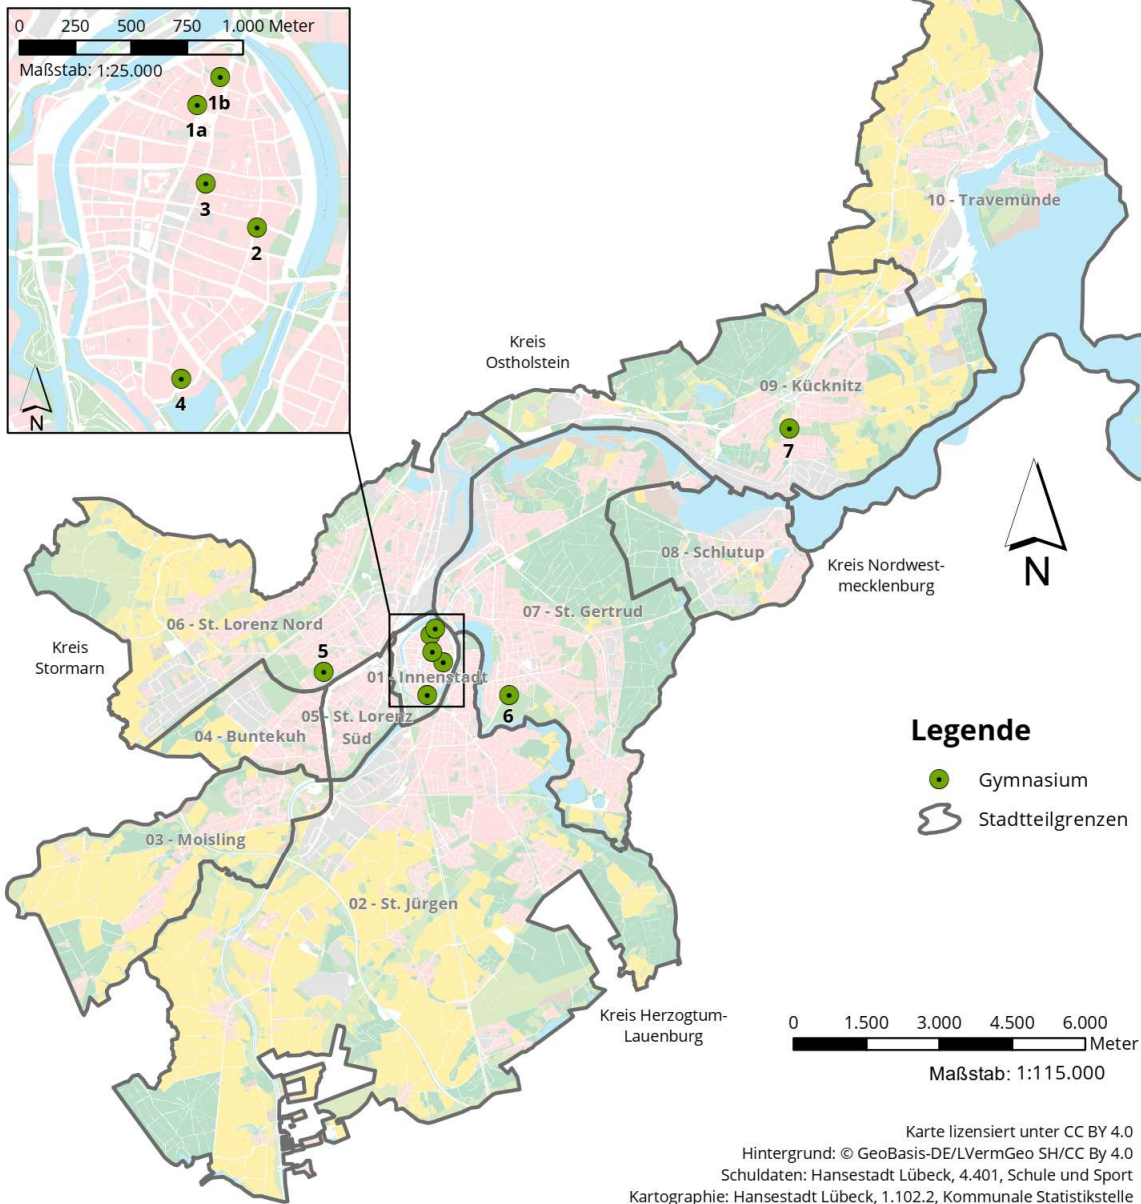 0 250 500 750 1.000 Meter
Maßstab: 1:25.000
1b
1a
3
2
4
N
10 - Travemünde
Kreis
Ostholstein
09 - Kücknitz
7
08 - Schlutup
Kreis Nordwest-
mecklenburg
N
07 - St. Gertrud
06 - St. Lorenz Nord
Kreis
Stormarn
5
01 - Innenstadt
6
05 - St. Lorenz
Süd
04 - Buntekuh
Legende
Gymnasium
Stadtteilgrenzen
03 - Moisling
02 - St. Jürgen
Kreis Herzogtum-
Lauenburg
0 1.500 3.000 4.500 6.000
Meter
Maßstab: 1:115.000
Karte lizensiert unter CC BY 4.0
Hintergrund: © GeoBasis-DE/LVermGeo SH/CC By 4.0
Schuldaten: Hansestadt Lübeck, 4.401, Schule und Sport
Kartographie: Hansestadt Lübeck, 1.102.2, Kommunale Statistikstelle